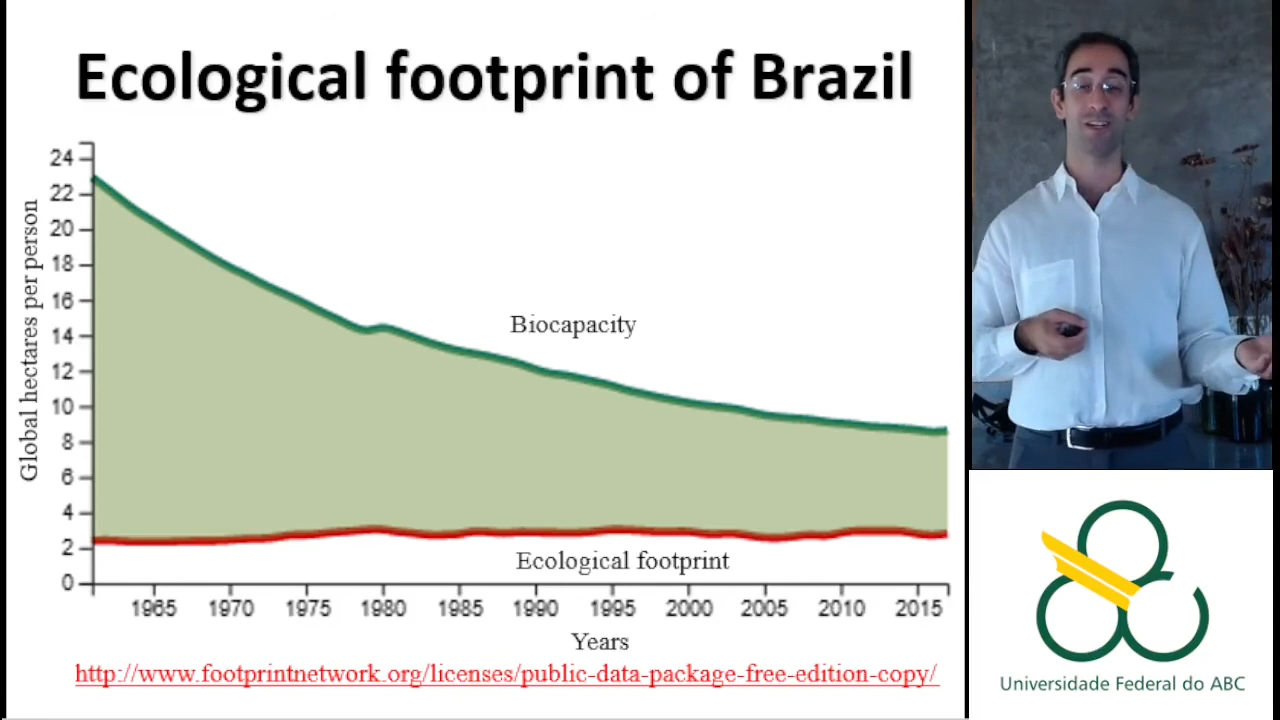 Ecological footprint of Brazil
24
22
20
18
16
14
12
10
8
6
4
2
0
Global hectares per person
Biocapacity
Ecological footprint
1965 1970 1975 1980 1985 1990 1995 2000 2005 2010 2015
Years
http://www.footprintnetwork.org/licenses/public-data-package-free-edition-copy/
Universidade Federal do ABC